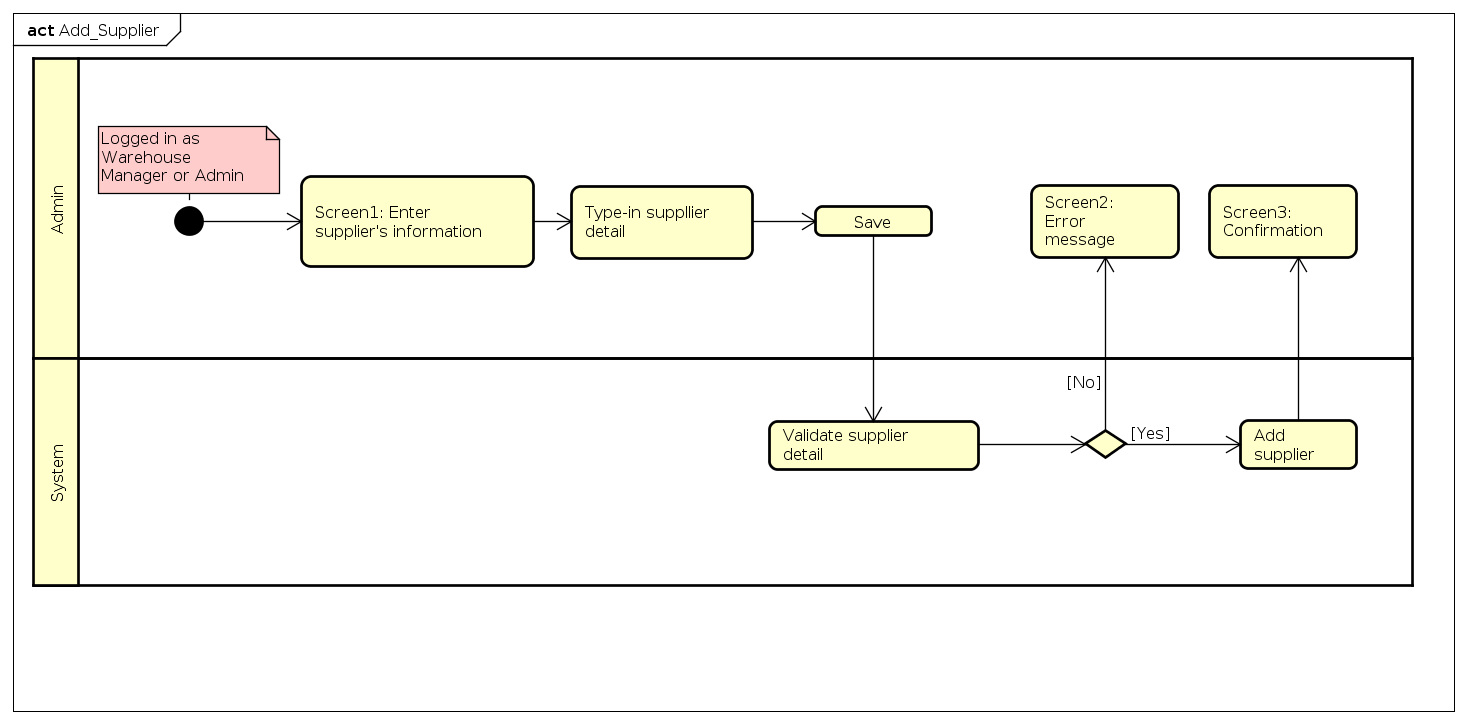 act Add_Supplier
Admin
Logged in as
Warehouse
Manager or Admin
Screen1: Enter
supplier's information
Type-in suppllier
detail
Save
Screen2:
Error
message
Screen3:
Confirmation
System
[No]
Validate supplier
detail
[Yes]
Add
supplier